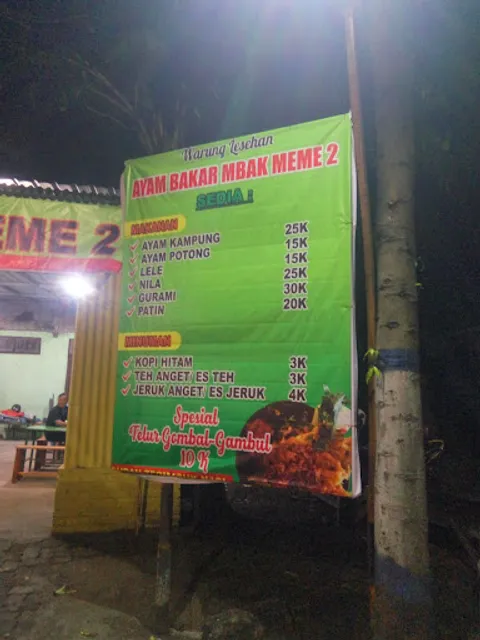 Warung Lesehan
AYAM BAKAR MBAK MEME 2
SEDIA :
MAKANAN
AYAM KAMPUNG 25K
AYAM POTONG 15K
LELE 15K
NILA 25K
GURAMI 30K
PATIN 20K
MINUMAN
KOPI HITAM 3K
TEH ANGET/ ES TEH 3K
JERUK ANGET/ ES JERUK 4K
Spesial
Telur Gombal-Gambul
10 K
EME 2